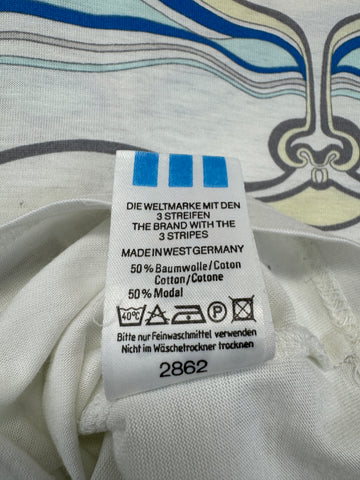 DIE WELTMARKE MIT DEN
3 STREIFEN
THE BRAND WITH THE
3 STRIPES
MADE IN WEST GERMANY
50% Baumwolle/Coton
Cotton/Cotone
50% Modal
40°C
Bitte nur Feinwaschmittel verwenden
Nicht im Wäschetrockner trocknen
2862